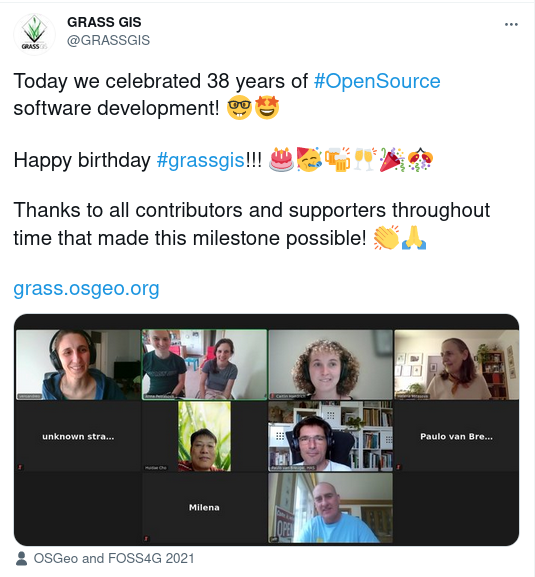 GRASS GIS
@GRASSGIS
Today we celebrated 38 years of #OpenSource
software development! 🤓🤩
Happy birthday #grassgis!!! 🎂🥳🍻🥂🎉🎊
Thanks to all contributors and supporters throughout
time that made this milestone possible! 👏🙏
grass.osgeo.org
unknown stra...
Paulo van Bre...
Milena
OSGeo and FOSS4G 2021